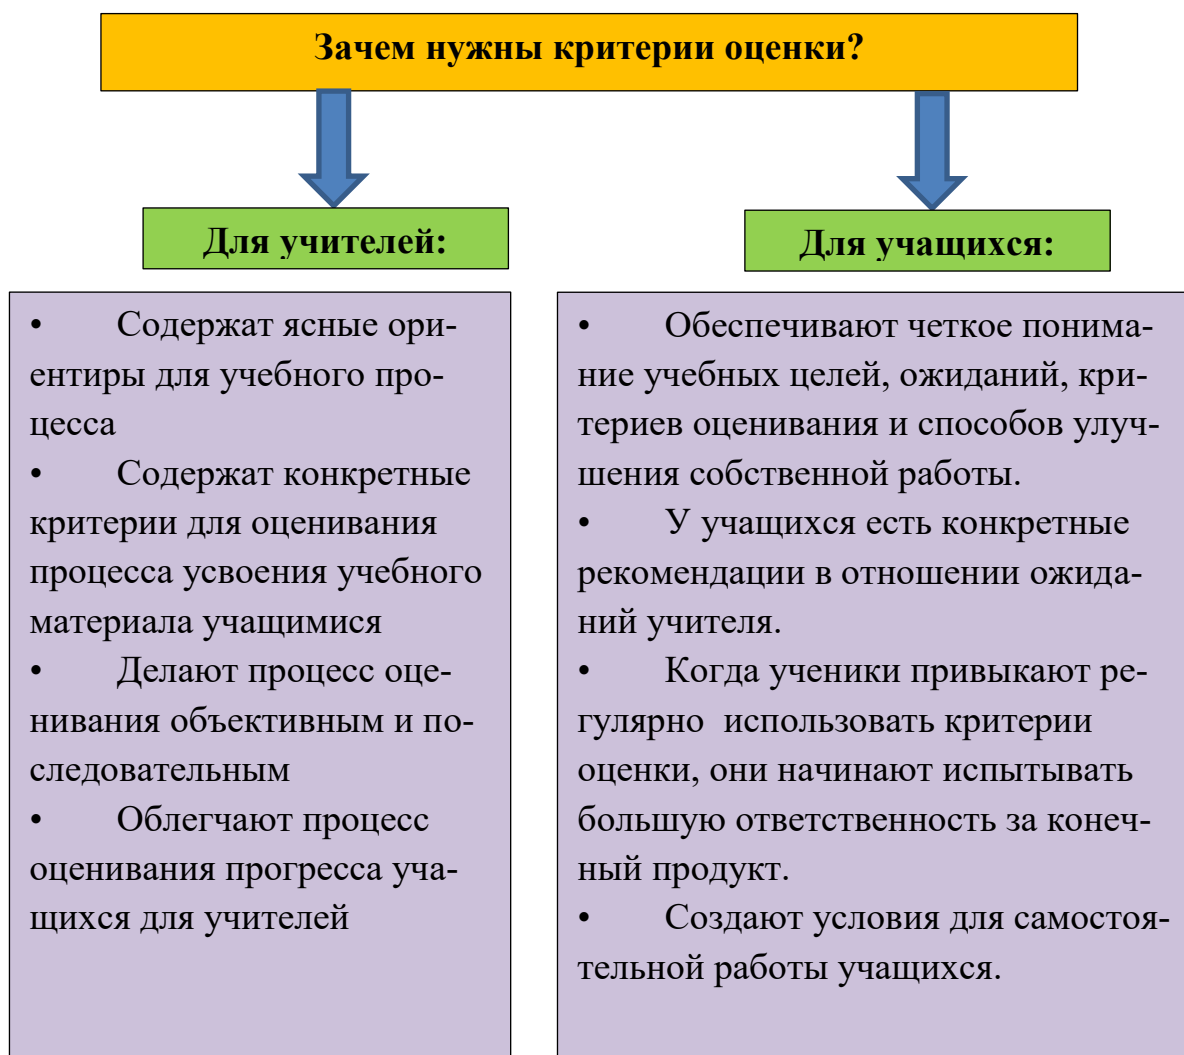 Зачем нужны критерии оценки?
Для учителей:
• Содержат ясные ори-
ентиры для учебного про-
цесса
• Содержат конкретные
критерии для оценивания
процесса усвоения учебного
материала учащимися
• Делают процесс оце-
нивания объективным и по-
следовательным
• Облегчают процесс
оценивания прогресса уча-
щихся для учителей
Для учащихся:
• Обеспечивают четкое понима-
ние учебных целей, ожиданий, кри-
териев оценивания и способов улуч-
шения собственной работы.
• У учащихся есть конкретные
рекомендации в отношении ожида-
ний учителя.
• Когда ученики привыкают ре-
гулярно использовать критерии
оценки, они начинают испытывать
большую ответственность за конеч-
ный продукт.
• Создают условия для самостоя-
тельной работы учащихся.